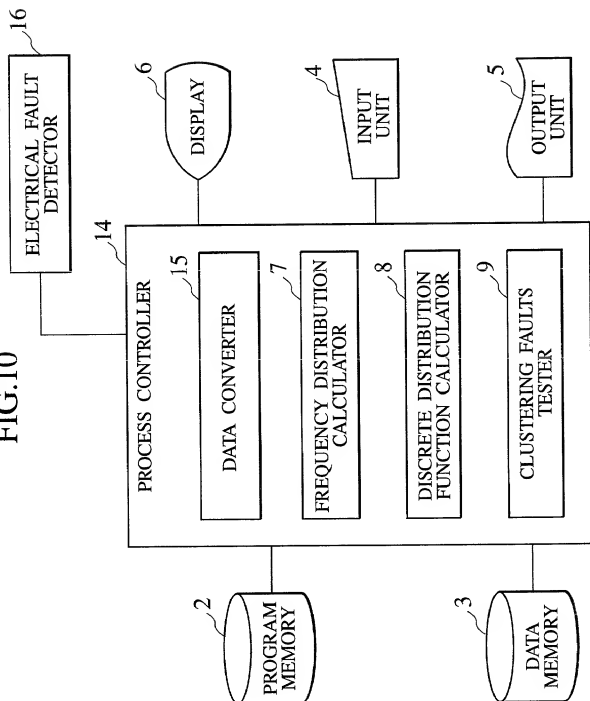 FIG.10
16
ELECTRICAL FAULT
DETECTOR
14
PROCESS CONTROLLER
15
DATA CONVERTER
7
FREQUENCY DISTRIBUTION
CALCULATOR
8
DISCRETE DISTRIBUTION
FUNCTION CALCULATOR
9
CLUSTERING FAULTS
TESTER
2
PROGRAM
MEMORY
3
DATA
MEMORY
6
DISPLAY
4
INPUT
UNIT
5
OUTPUT
UNIT